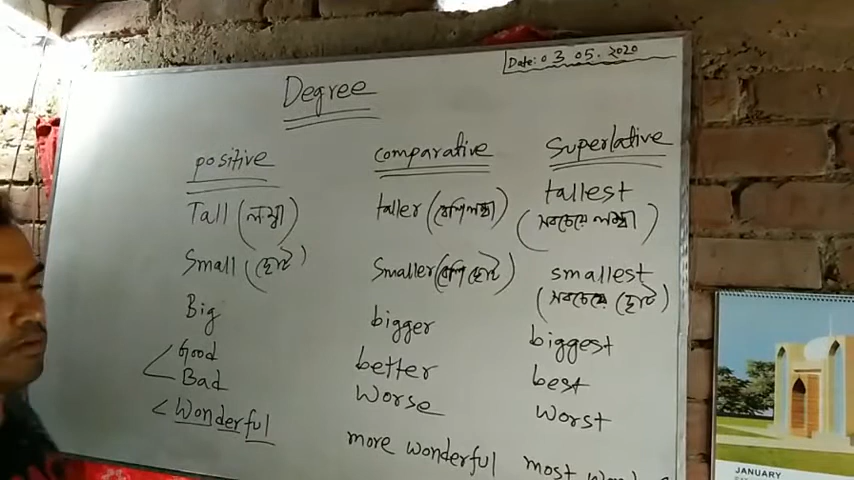 Date: 03.05.2020
Degree
positive comparative Superlative
Tall (লম্বা) taller (বেশি লম্বা) tallest (সবচেয়ে লম্বা)
Small (ছোট) Smaller (বেশি ছোট) smallest (সবচেয়ে ছোট)
Big bigger biggest
Good better best
Bad Worse worst
Wonderful more wonderful most
JANUARY